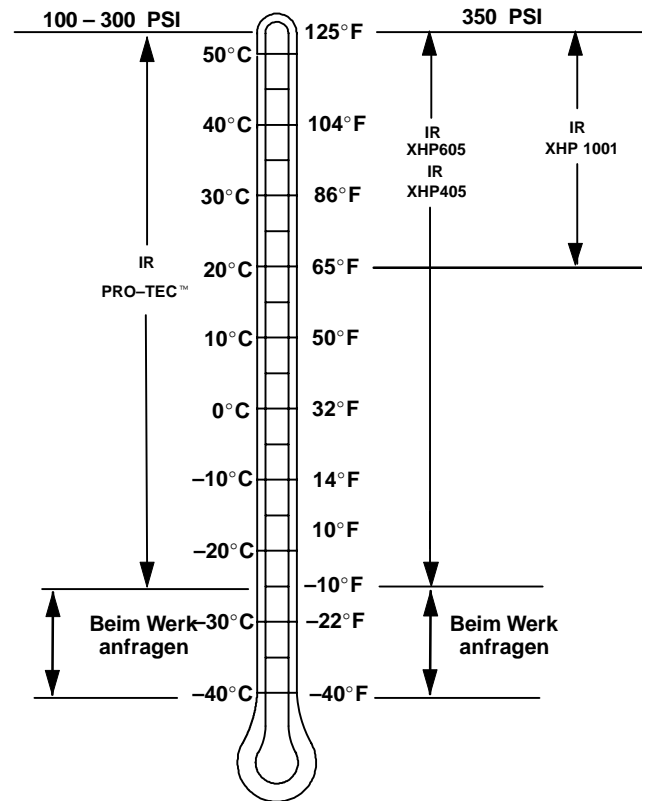 100 – 300 PSI
350 PSI
125°F
50°C
40°C
104°F
IR
XHP605
IR
XHP405
IR
XHP 1001
30°C
86°F
IR
PRO–TEC™
20°C
65°F
10°C
50°F
0°C
32°F
–10°C
14°F
10°F
–20°C
–10°F
Beim Werk
anfragen
–30°C
–22°F
Beim Werk
anfragen
–40°C
–40°F